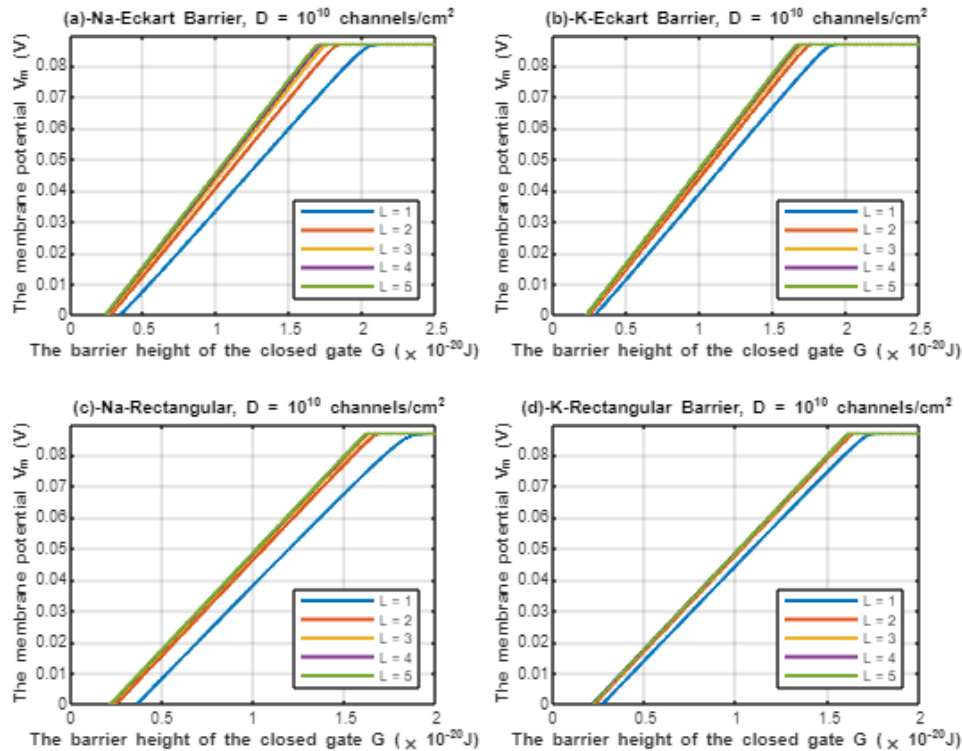 (a)-Na-Eckart Barrier, D = 10¹⁰ channels/cm²
The membrane potential Vₘ (V)
0.08
0.07
0.06
0.05
0.04
0.03
0.02
0.01
0
L = 1
L = 2
L = 3
L = 4
L = 5
0 0.5 1 1.5 2 2.5
The barrier height of the closed gate G ( × 10⁻²⁰J)
(b)-K-Eckart Barrier, D = 10¹⁰ channels/cm²
The membrane potential Vₘ (V)
0.08
0.07
0.06
0.05
0.04
0.03
0.02
0.01
0
L = 1
L = 2
L = 3
L = 4
L = 5
0 0.5 1 1.5 2 2.5
The barrier height of the closed gate G ( × 10⁻²⁰J)
(c)-Na-Rectangular, D = 10¹⁰ channels/cm²
The membrane potential Vₘ (V)
0.08
0.07
0.06
0.05
0.04
0.03
0.02
0.01
0
L = 1
L = 2
L = 3
L = 4
L = 5
0 0.5 1 1.5 2
The barrier height of the closed gate G ( × 10⁻²⁰J)
(d)-K-Rectangular Barrier, D = 10¹⁰ channels/cm²
The membrane potential Vₘ (V)
0.08
0.07
0.06
0.05
0.04
0.03
0.02
0.01
0
L = 1
L = 2
L = 3
L = 4
L = 5
0 0.5 1 1.5 2
The barrier height of the closed gate G ( × 10⁻²⁰J)